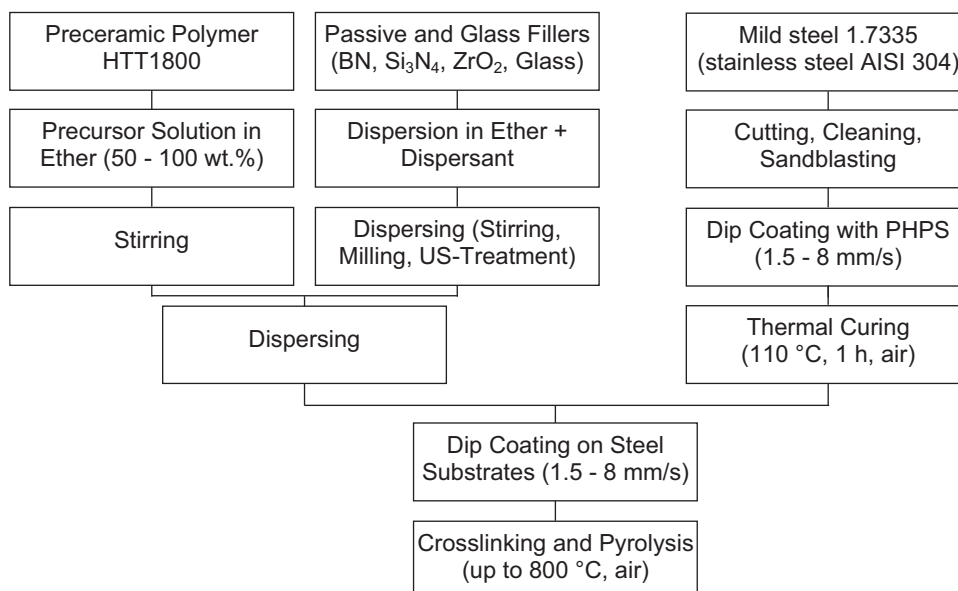 Preceramic Polymer
HTT1800
Passive and Glass Fillers
(BN, Si₃N₄, ZrO₂, Glass)
Mild steel 1.7335
(stainless steel AISI 304)
Precursor Solution in
Ether (50 - 100 wt.%)
Dispersion in Ether +
Dispersant
Cutting, Cleaning,
Sandblasting
Stirring
Dispersing (Stirring,
Milling, US-Treatment)
Dip Coating with PHPS
(1.5 - 8 mm/s)
Dispersing
Thermal Curing
(110 °C, 1 h, air)
Dip Coating on Steel
Substrates (1.5 - 8 mm/s)
Crosslinking and Pyrolysis
(up to 800 °C, air)